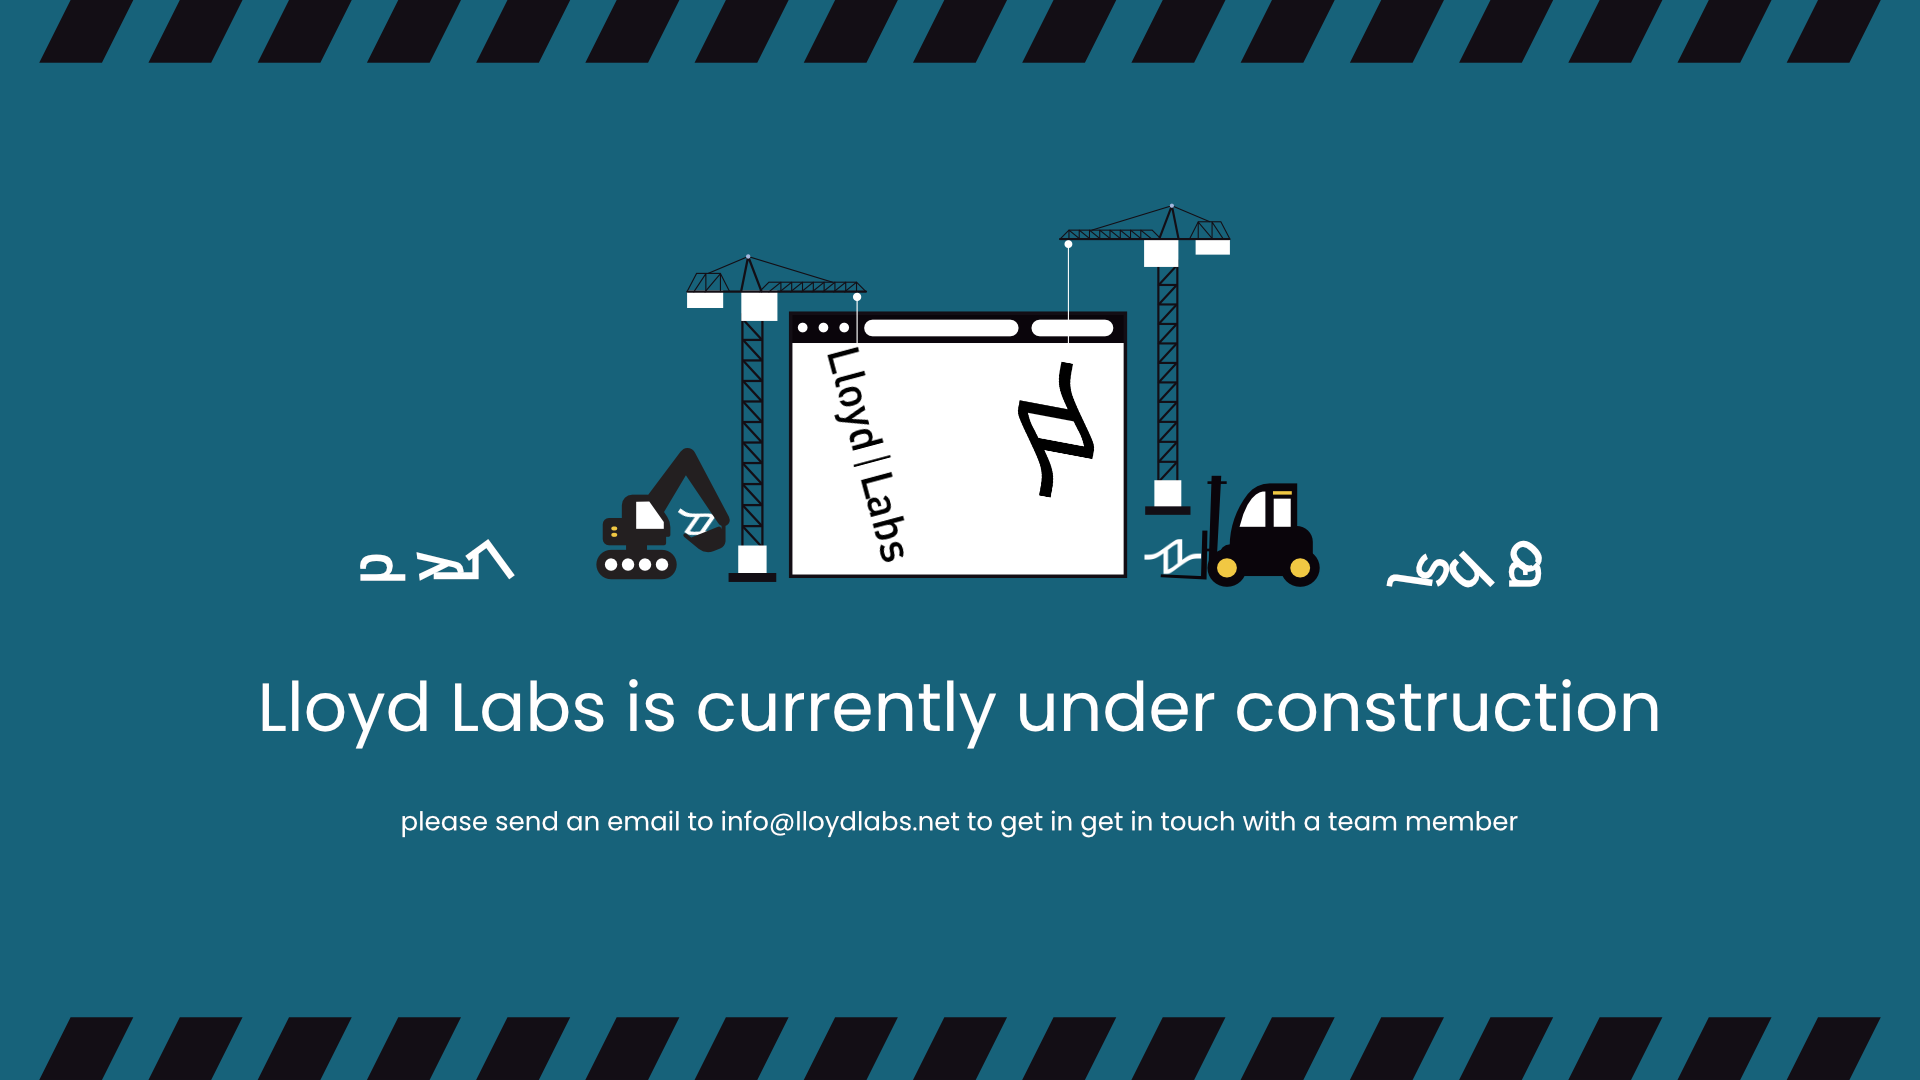 Lloyd || Labs
Lloyd Labs is currently under construction
please send an email to info@lloydlabs.net to get in get in touch with a team member